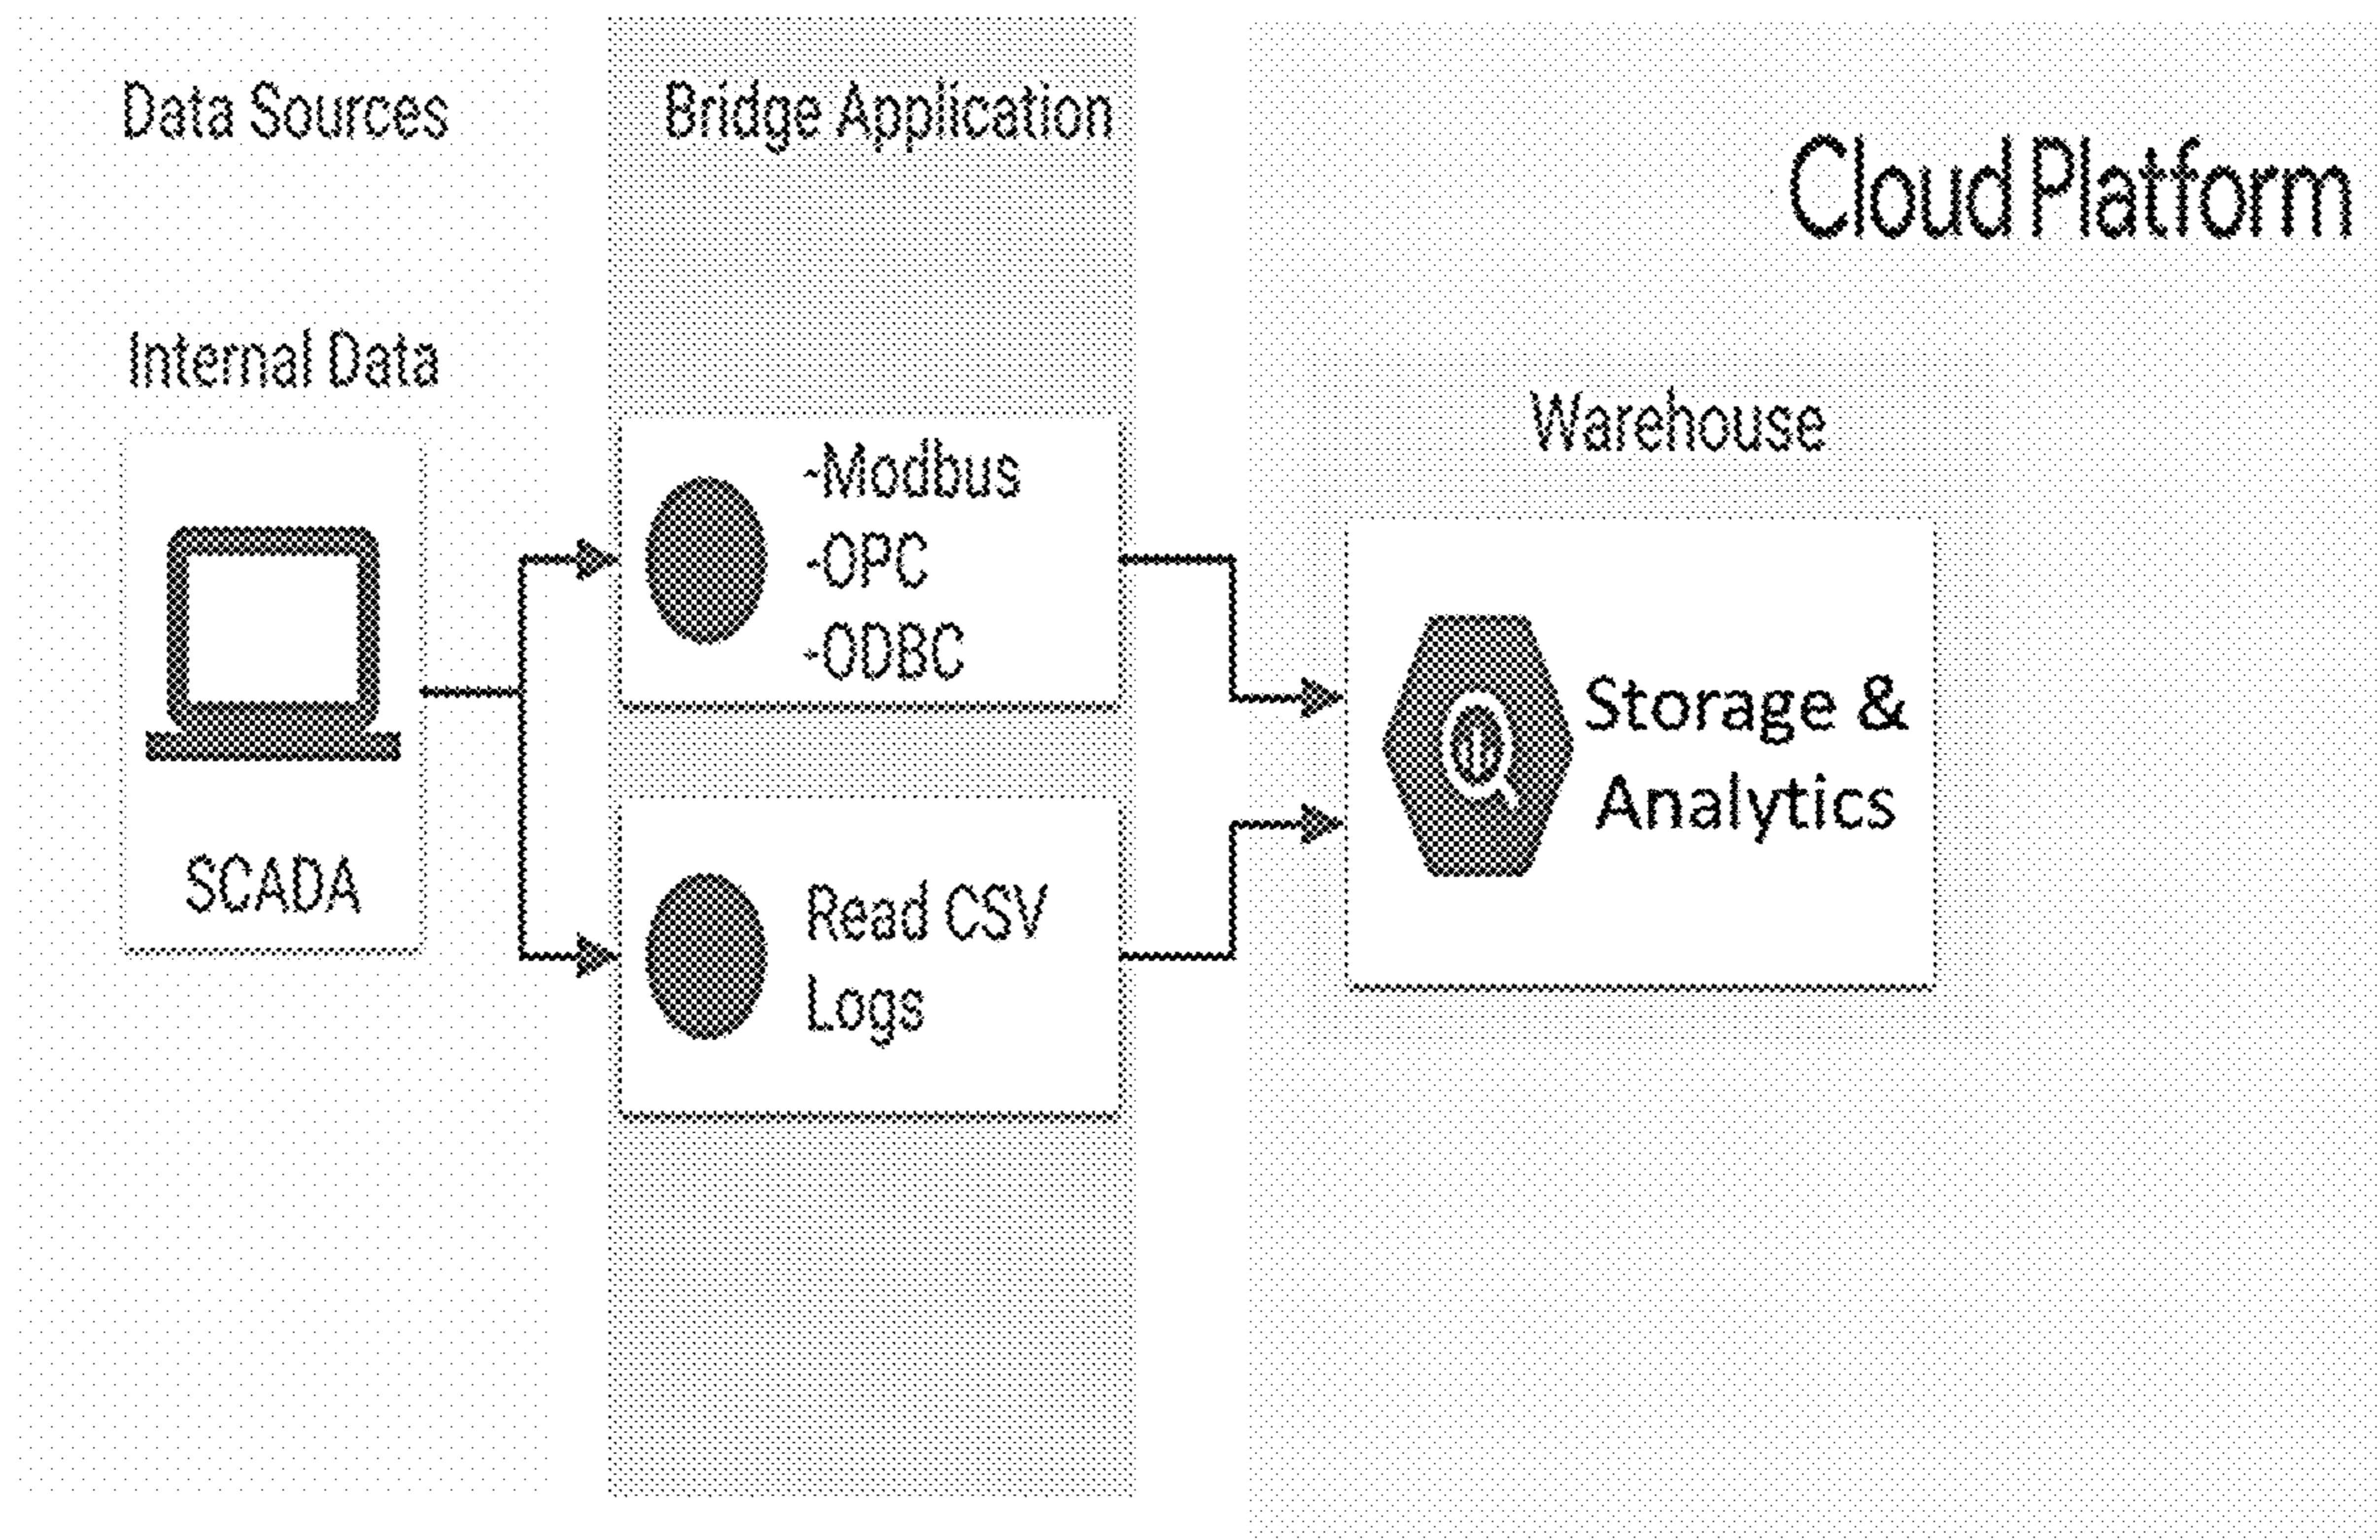 Data Sources
Bridge Application
Cloud Platform
Internal Data
SCADA
-Modbus
-OPC
-ODBC
Read CSV
Logs
Warehouse
Storage &
Analytics